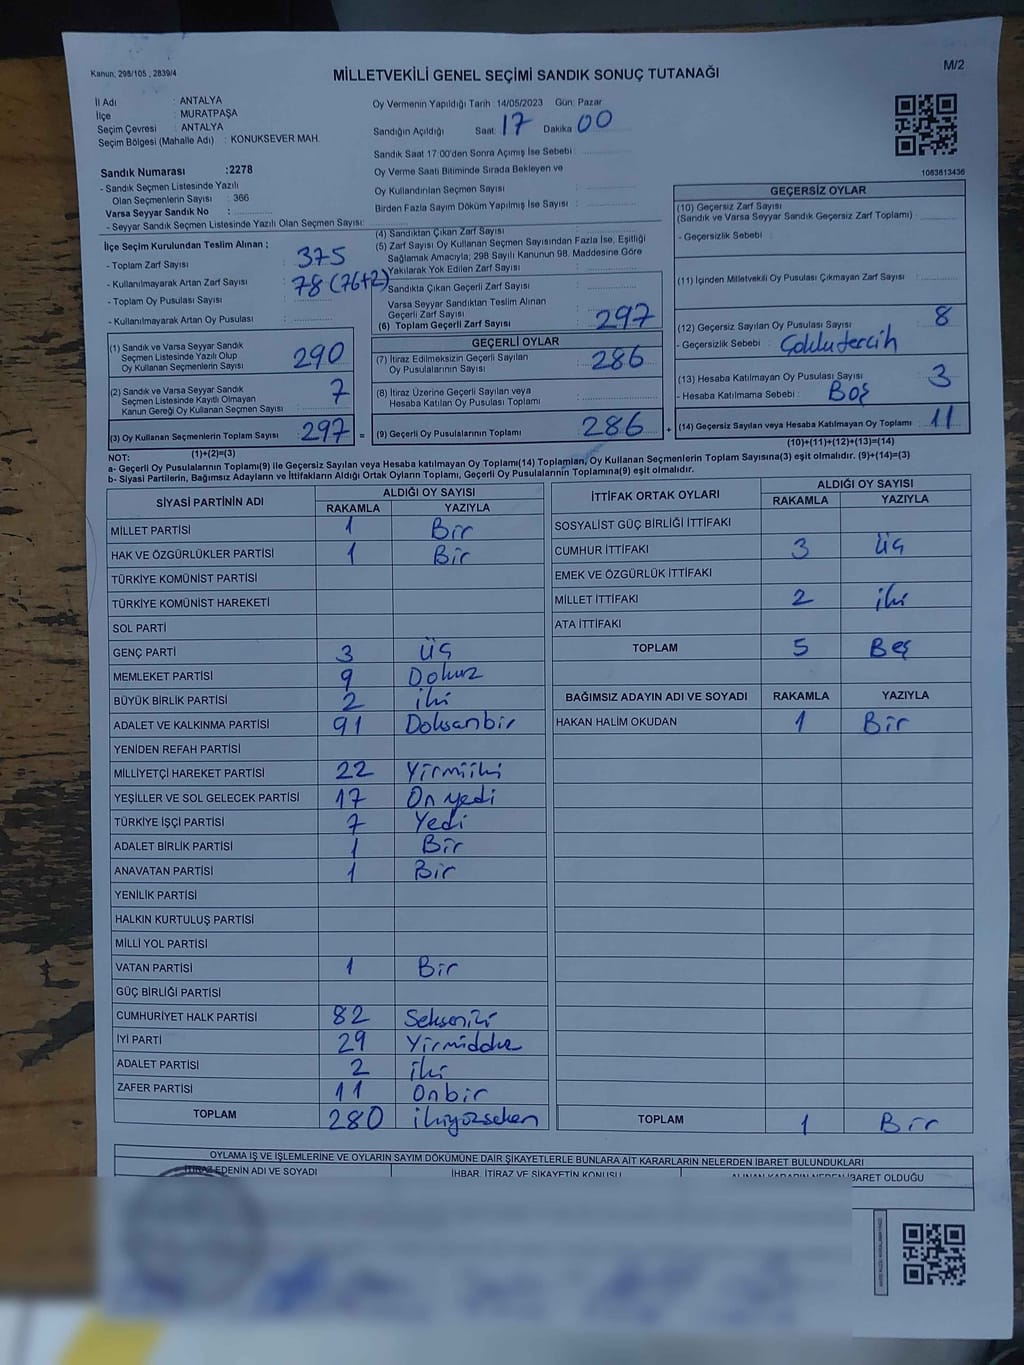 Kanun; 298/105 , 2839/4
MİLLETVEKİLİ GENEL SEÇİMİ SANDIK SONUÇ TUTANAĞI
M/2
İl Adı : ANTALYA
İlçe : MURATPAŞA
Seçim Çevresi : ANTALYA
Seçim Bölgesi (Mahalle Adı) : KONUKSEVER MAH.
Oy Vermenin Yapıldığı Tarih :14/05/2023 Gün: Pazar
Sandığın Açıldığı Saat: 17 Dakika 00
Sandık Saat 17:00'den Sonra Açımış İse Sebebi :
Oy Verme Saati Bitiminde Sırada Bekleyen ve
Oy Kullandırılan Seçmen Sayısı :
Birden Fazla Sayım Döküm Yapılmış İse Sayısı :
1083813436
Sandık Numarası :2278
- Sandık Seçmen Listesinde Yazılı
Olan Seçmenlerin Sayısı : 366
Varsa Seyyar Sandık No :
- Seyyar Sandık Seçmen Listesinde Yazılı Olan Seçmen Sayısı:
İlçe Seçim Kurulundan Teslim Alınan ;
- Toplam Zarf Sayısı : 375
- Kullanılmayarak Artan Zarf Sayısı : 78 (76+2)
- Toplam Oy Pusulası Sayısı :
- Kullanılmayarak Artan Oy Pusulası :
(4) Sandıktan Çıkan Zarf Sayısı :
(5) Zarf Sayısı Oy Kullanan Seçmen Sayısından Fazla İse, Eşitliği
Sağlamak Amacıyla; 298 Sayılı Kanunun 98. Maddesine Göre
Yakılarak Yok Edilen Zarf Sayısı :
Sandıkta Çıkan Geçerli Zarf Sayısı :
Varsa Seyyar Sandıktan Teslim Alınan
Geçerli Zarf Sayısı :
(6) Toplam Geçerli Zarf Sayısı : 297
GEÇERSİZ OYLAR
(10) Geçersiz Zarf Sayısı
(Sandık ve Varsa Seyyar Sandık Geçersiz Zarf Toplamı) :
- Geçersizlik Sebebi :
(11) İçinden Milletvekili Oy Pusulası Çıkmayan Zarf Sayısı :
(12) Geçersiz Sayılan Oy Pusulası Sayısı : 8
- Geçersizlik Sebebi : Çoklu tercih
(13) Hesaba Katılmayan Oy Pusulası Sayısı : 3
- Hesaba Katılmama Sebebi : Boş
(14) Geçersiz Sayılan veya Hesaba Katılmayan Oy Toplamı : 11
(10)+(11)+(12)+(13)=(14)
(1) Sandık ve Varsa Seyyar Sandık
Seçmen Listesinde Yazılı Olup
Oy Kullanan Seçmenlerin Sayısı : 290
(2) Sandık ve Varsa Seyyar Sandık
Seçmen Listesinde Kayıtlı Olmayan
Kanun Gereği Oy Kullanan Seçmen Sayısı : 7
(3) Oy Kullanan Seçmenlerin Toplam Sayısı : 297 =
(1)+(2)=(3)
GEÇERLİ OYLAR
(7) İtiraz Edilmeksizin Geçerli Sayılan
Oy Pusulalarının Sayısı : 286
(8) İtiraz Üzerine Geçerli Sayılan veya
Hesaba Katılan Oy Pusulası Toplamı :
(9) Geçerli Oy Pusulalarının Toplamı : 286 +
NOT:
a- Geçerli Oy Pusulalarının Toplamı(9) ile Geçersiz Sayılan veya Hesaba katılmayan Oy Toplamı(14) Toplamları, Oy Kullanan Seçmenlerin Toplam Sayısına(3) eşit olmalıdır. (9)+(14)=(3)
b- Siyasi Partilerin, Bağımsız Adayların ve İttifakların Aldığı Ortak Oyların Toplamı, Geçerli Oy Pusulalarının Toplamına(9) eşit olmalıdır.
SİYASİ PARTİNİN ADI ALDIĞI OY SAYISI
RAKAMLA YAZIYLA
MİLLET PARTİSİ 1 Bir
HAK VE ÖZGÜRLÜKLER PARTİSİ 1 Bir
TÜRKİYE KOMÜNİST PARTİSİ
TÜRKİYE KOMÜNİST HAREKETİ
SOL PARTİ
GENÇ PARTİ 3 üç
MEMLEKET PARTİSİ 9 Dokuz
BÜYÜK BİRLİK PARTİSİ 2 iki
ADALET VE KALKINMA PARTİSİ 91 Doksanbir
YENİDEN REFAH PARTİSİ
MİLLİYETÇİ HAREKET PARTİSİ 22 Yirmiiki
YEŞİLLER VE SOL GELECEK PARTİSİ 17 On yedi
TÜRKİYE İŞÇİ PARTİSİ 7 Yedi
ADALET BİRLİK PARTİSİ 1 Bir
ANAVATAN PARTİSİ 1 Bir
YENİLİK PARTİSİ
HALKIN KURTULUŞ PARTİSİ
MİLLİ YOL PARTİSİ
VATAN PARTİSİ 1 Bir
GÜÇ BİRLİĞİ PARTİSİ
CUMHURİYET HALK PARTİSİ 82 Seksen iki
İYİ PARTİ 29 Yirmidokuz
ADALET PARTİSİ 2 iki
ZAFER PARTİSİ 11 Onbir
TOPLAM 280 ikiyüzseksen
İTTİFAK ORTAK OYLARI ALDIĞI OY SAYISI
RAKAMLA YAZIYLA
SOSYALİST GÜÇ BİRLİĞİ İTTİFAKI
CUMHUR İTTİFAKI 3 üç
EMEK VE ÖZGÜRLÜK İTTİFAKI
MİLLET İTTİFAKI 2 iki
ATA İTTİFAKI
TOPLAM 5 Beş
BAĞIMSIZ ADAYIN ADI VE SOYADI RAKAMLA YAZIYLA
HAKAN HALİM OKUDAN 1 Bir
TOPLAM 1 Bir
OYLAMA İŞ VE İŞLEMLERİNE VE OYLARIN SAYIM DÖKÜMÜNE DAİR ŞİKAYETLERLE BUNLARA AİT KARARLARIN NELERDEN İBARET BULUNDUKLARI
İTİRAZ EDENİN ADI VE SOYADI İHBAR, İTİRAZ VE ŞİKAYETİN KONUSU ALINAN KARARIN NEDEN İBARET OLDUĞU